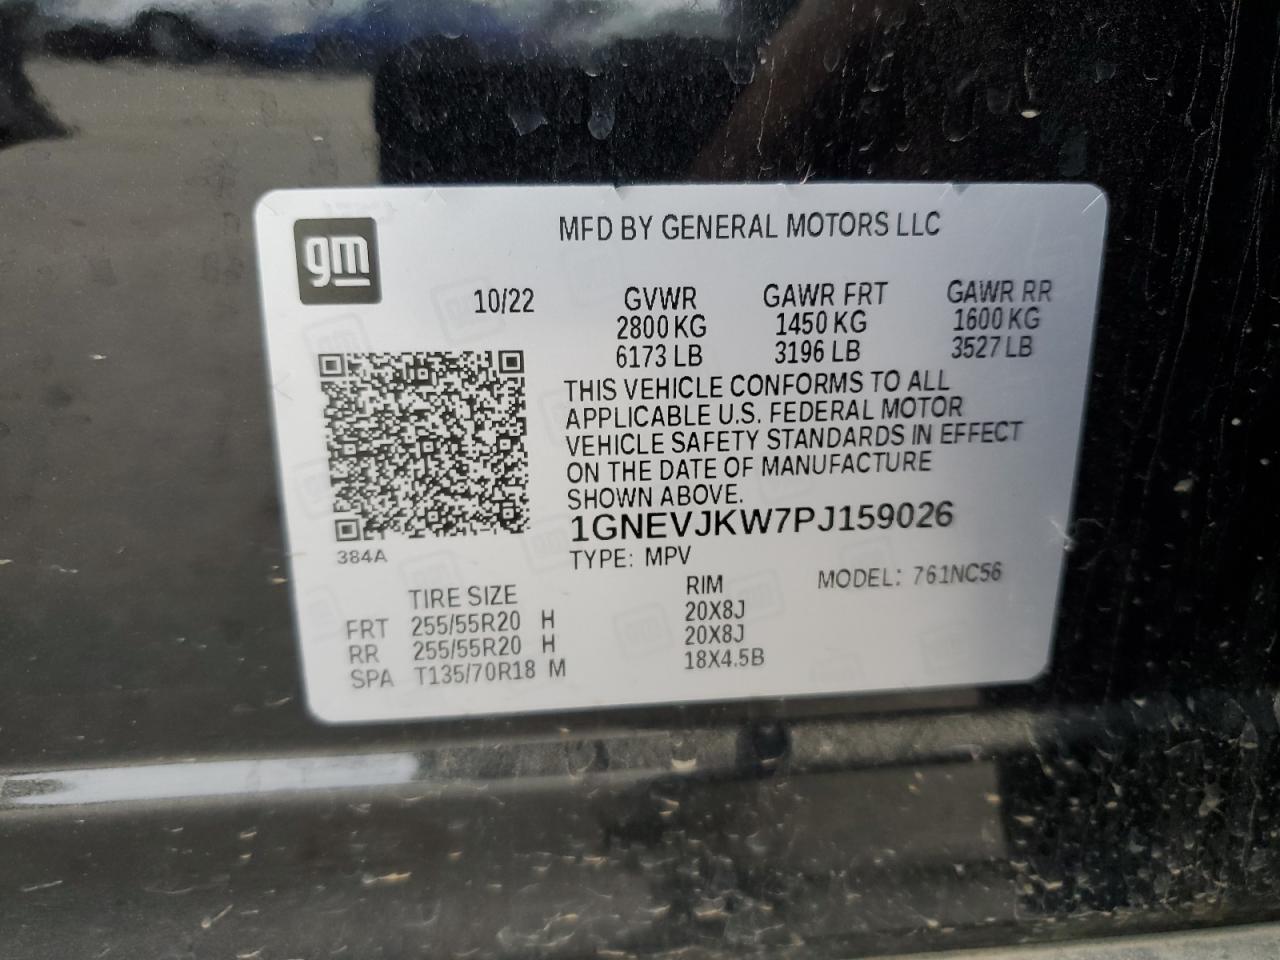 gm
MFD BY GENERAL MOTORS LLC
10/22
GVWR GAWR FRT GAWR RR
2800 KG 1450 KG 1600 KG
6173 LB 3196 LB 3527 LB
THIS VEHICLE CONFORMS TO ALL
APPLICABLE U.S. FEDERAL MOTOR
VEHICLE SAFETY STANDARDS IN EFFECT
ON THE DATE OF MANUFACTURE
SHOWN ABOVE.
1GNEVJKW7PJ159026
384A
TYPE: MPV
MODEL: 761NC56
TIRE SIZE RIM
FRT 255/55R20 H 20X8J
RR 255/55R20 H 20X8J
SPA T135/70R18 M 18X4.5B